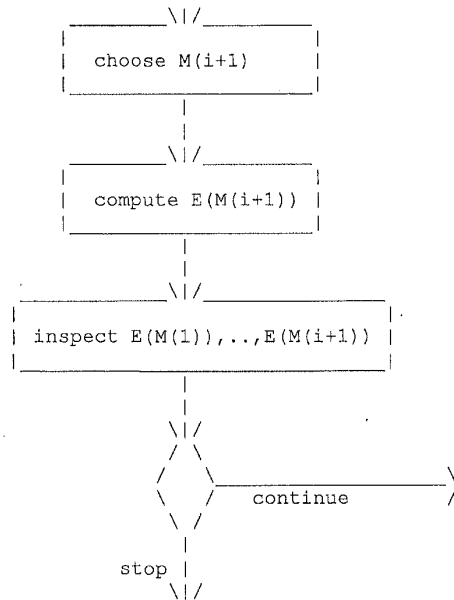 choose M(i+1)
compute E(M(i+1))
inspect E(M(1)),..,E(M(i+1))
continue
stop